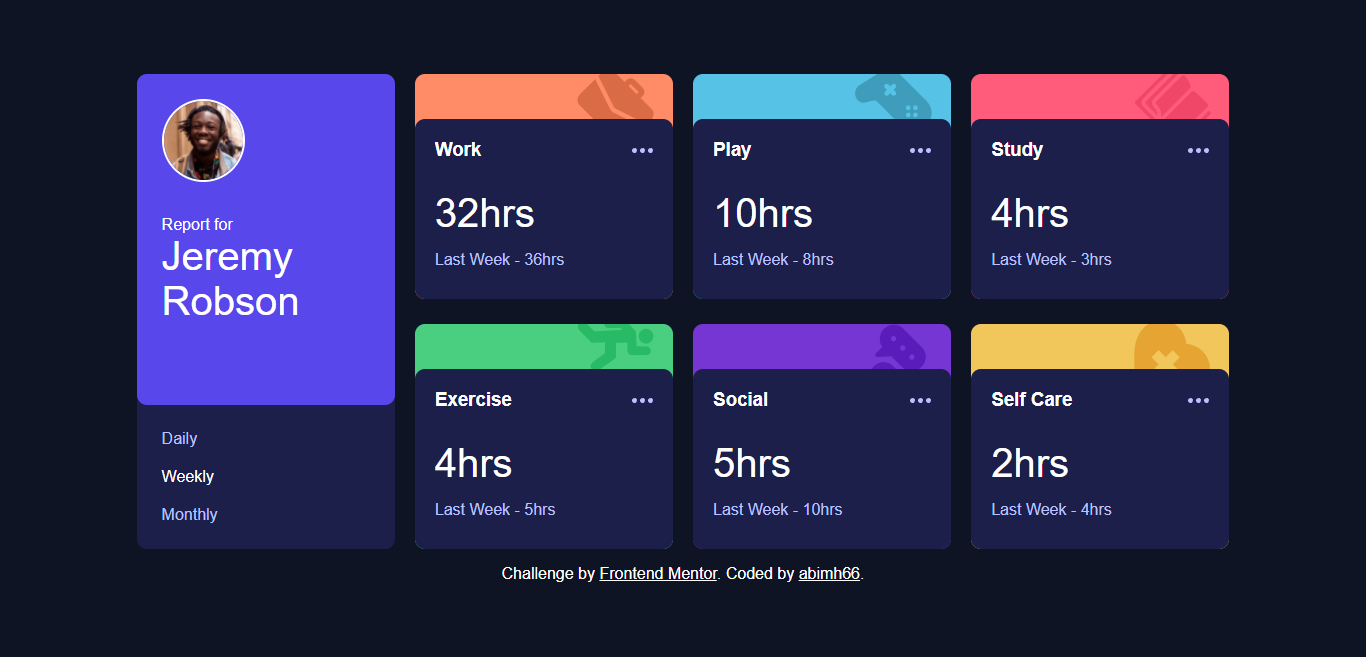 Report for
Jeremy
Robson
Daily
Weekly
Monthly
Work
32hrs
Last Week - 36hrs
Play
10hrs
Last Week - 8hrs
Study
4hrs
Last Week - 3hrs
Exercise
4hrs
Last Week - 5hrs
Social
5hrs
Last Week - 10hrs
Self Care
2hrs
Last Week - 4hrs
Challenge by Frontend Mentor. Coded by abimh66.